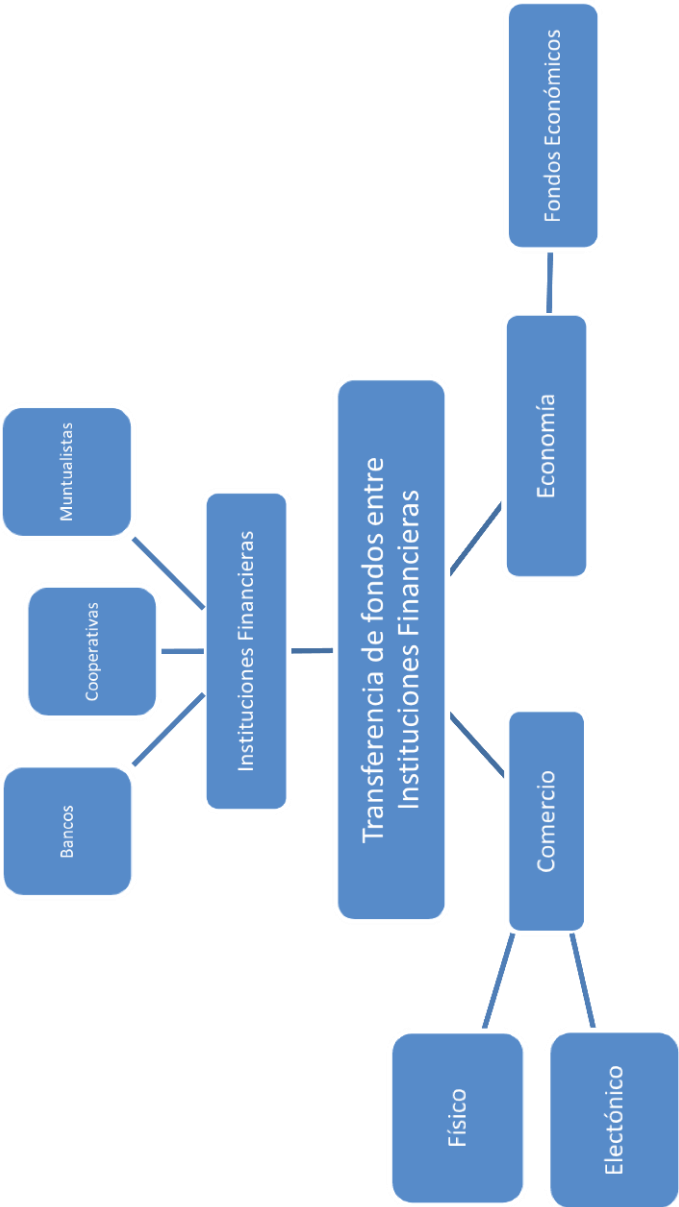 Bancos
Cooperativas
Muntualistas
Instituciones Financieras
Transferencia de fondos entre
Instituciones Financieras
Comercio
Economía
Físico
Electónico
Fondos Económicos